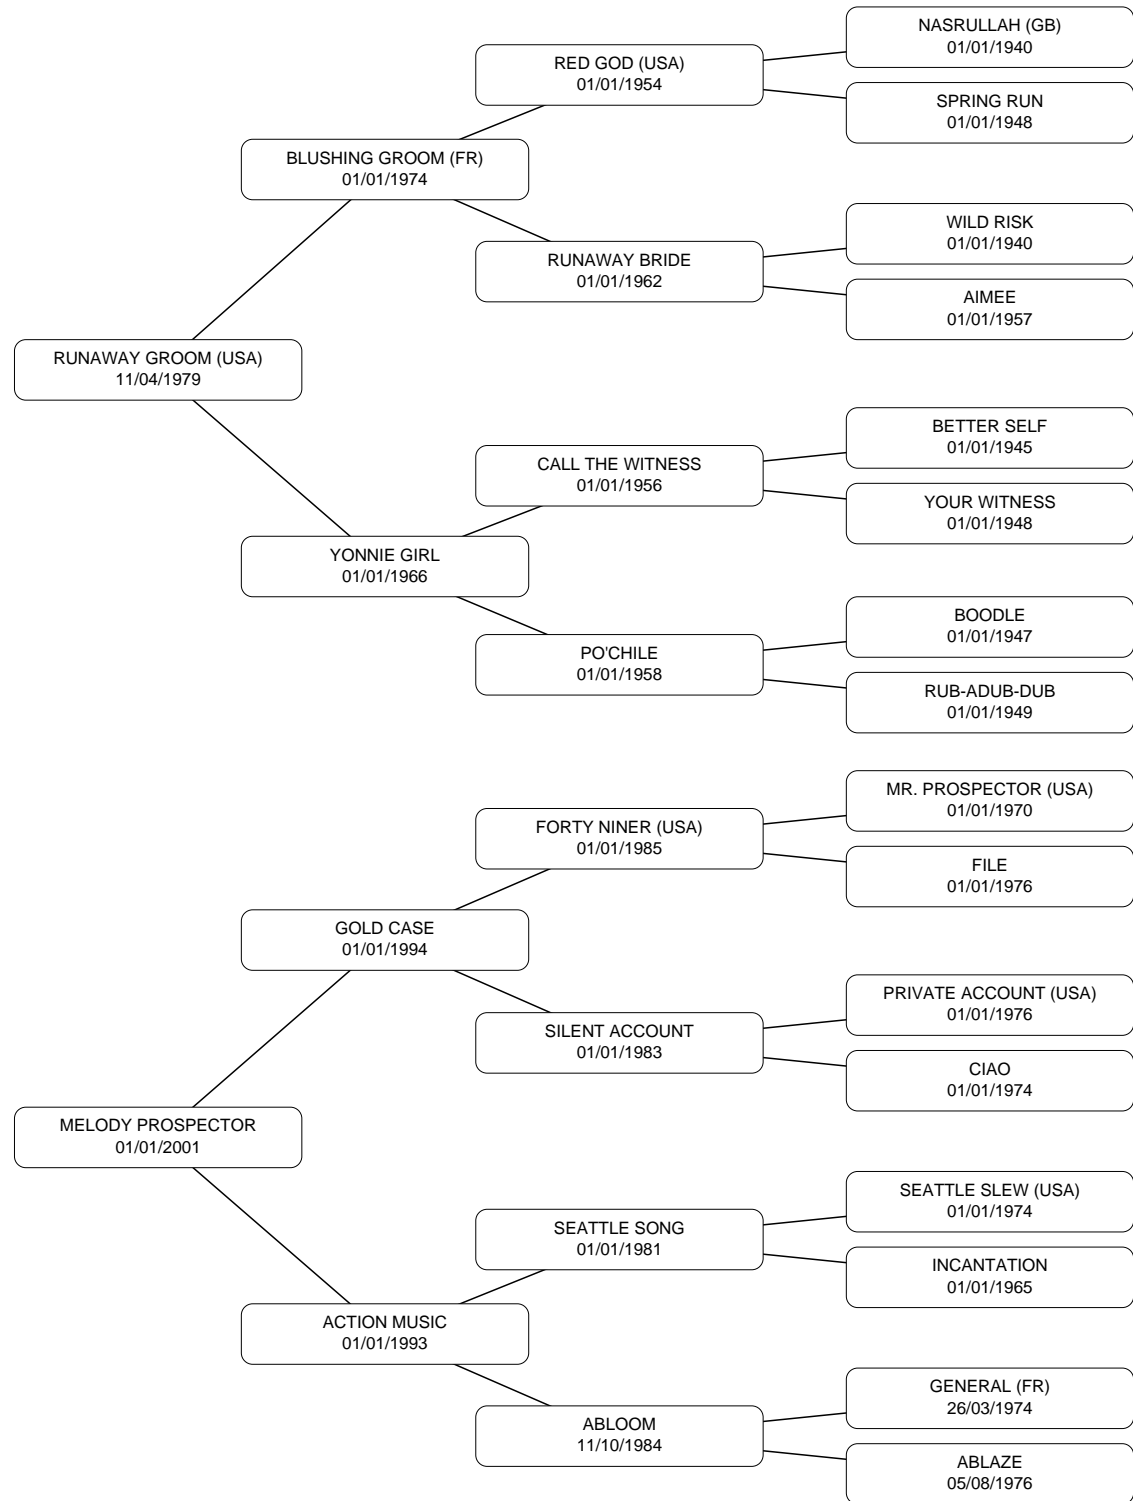 NASRULLAH (GB)
01/01/1940
RED GOD (USA)
01/01/1954
SPRING RUN
01/01/1948
BLUSHING GROOM (FR)
01/01/1974
WILD RISK
01/01/1940
RUNAWAY BRIDE
01/01/1962
AIMEE
01/01/1957
RUNAWAY GROOM (USA)
11/04/1979
BETTER SELF
01/01/1945
CALL THE WITNESS
01/01/1956
YOUR WITNESS
01/01/1948
YONNIE GIRL
01/01/1966
BOODLE
01/01/1947
PO'CHILE
01/01/1958
RUB-ADUB-DUB
01/01/1949
MR. PROSPECTOR (USA)
01/01/1970
FORTY NINER (USA)
01/01/1985
FILE
01/01/1976
GOLD CASE
01/01/1994
PRIVATE ACCOUNT (USA)
01/01/1976
SILENT ACCOUNT
01/01/1983
CIAO
01/01/1974
MELODY PROSPECTOR
01/01/2001
SEATTLE SLEW (USA)
01/01/1974
SEATTLE SONG
01/01/1981
INCANTATION
01/01/1965
ACTION MUSIC
01/01/1993
GENERAL (FR)
26/03/1974
ABLOOM
11/10/1984
ABLAZE
05/08/1976